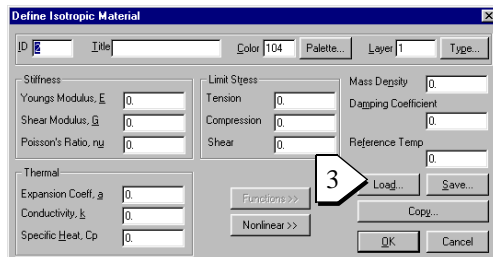 Define Isotropic Material
ID 2 Title Color 104 Palette... Layer 1 Type...
Stiffness
Youngs Modulus, E 0.
Shear Modulus, G 0.
Poisson's Ratio, nu 0.
Limit Stress
Tension 0.
Compression 0.
Shear 0.
Mass Density 0.
Damping Coefficient
0.
Reference Temp
0.
Thermal
Expansion Coeff, a 0.
Conductivity, k 0.
Specific Heat, Cp 0.
Functions >>
Nonlinear >>
3
Load... Save...
Copy...
OK Cancel